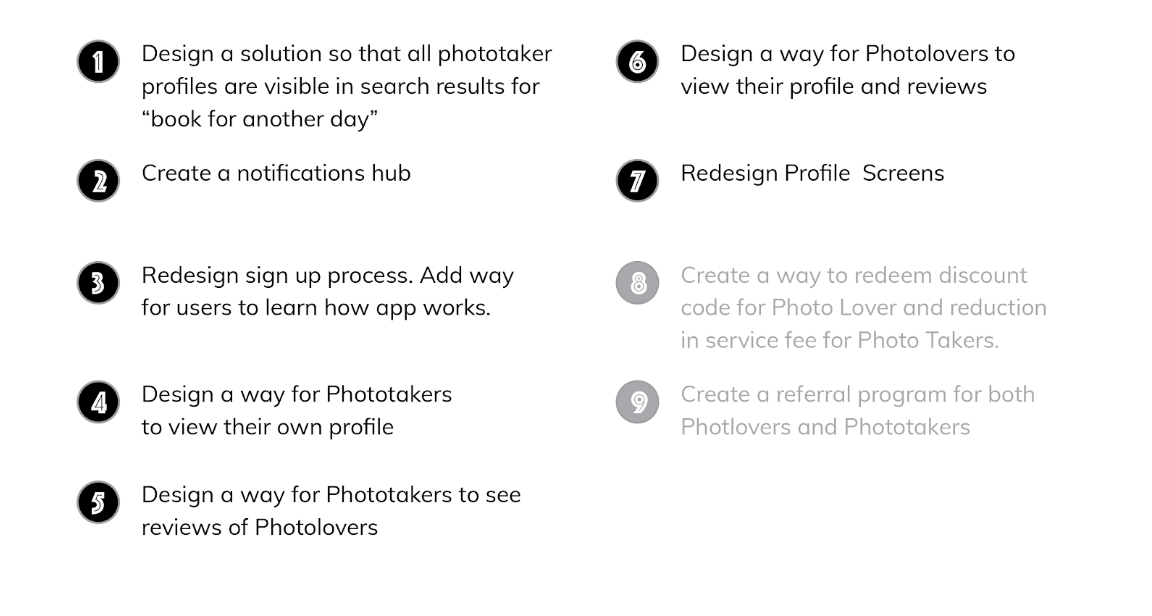 1
Design a solution so that all phototaker
profiles are visible in search results for
“book for another day”
2
Create a notifications hub
3
Redesign sign up process. Add way
for users to learn how app works.
4
Design a way for Phototakers
to view their own profile
5
Design a way for Phototakers to see
reviews of Photolovers
6
Design a way for Photolovers to
view their profile and reviews
7
Redesign Profile  Screens
8
Create a way to redeem discount
code for Photo Lover and reduction
in service fee for Photo Takers.
9
Create a referral program for both
Photlovers and Phototakers